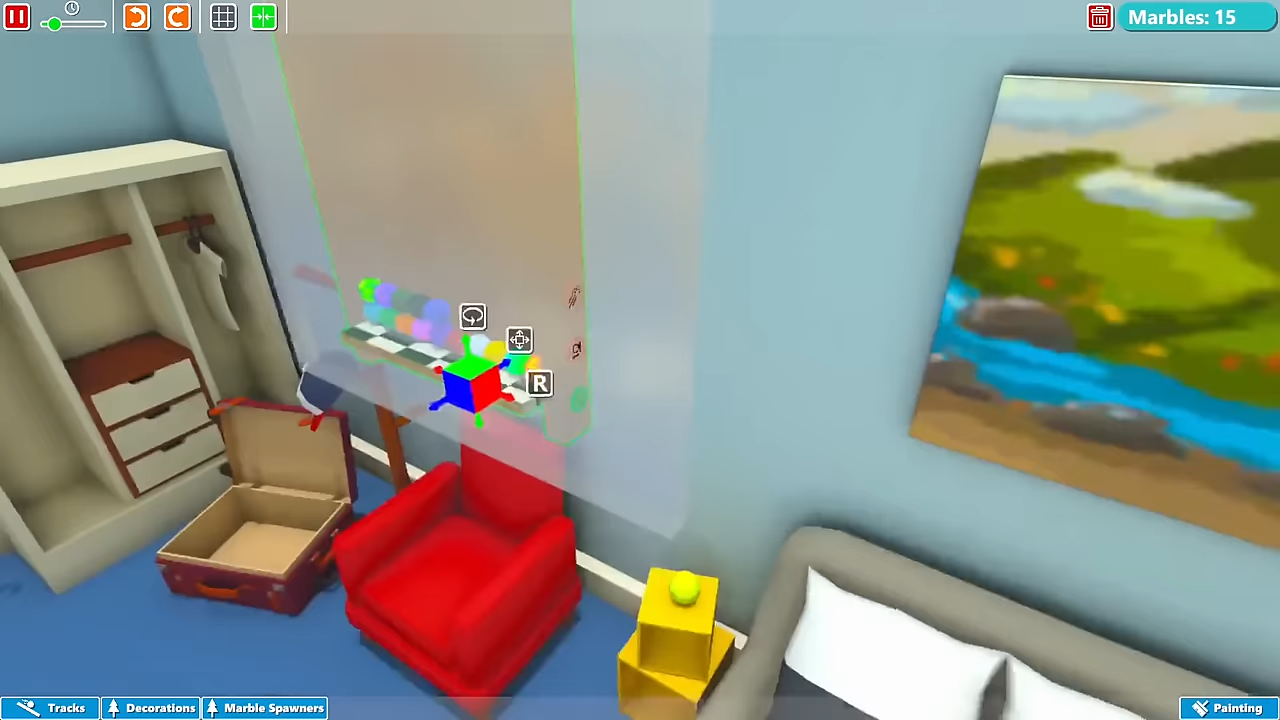 Marbles: 15
R
Tracks
Decorations
Marble Spawners
Painting